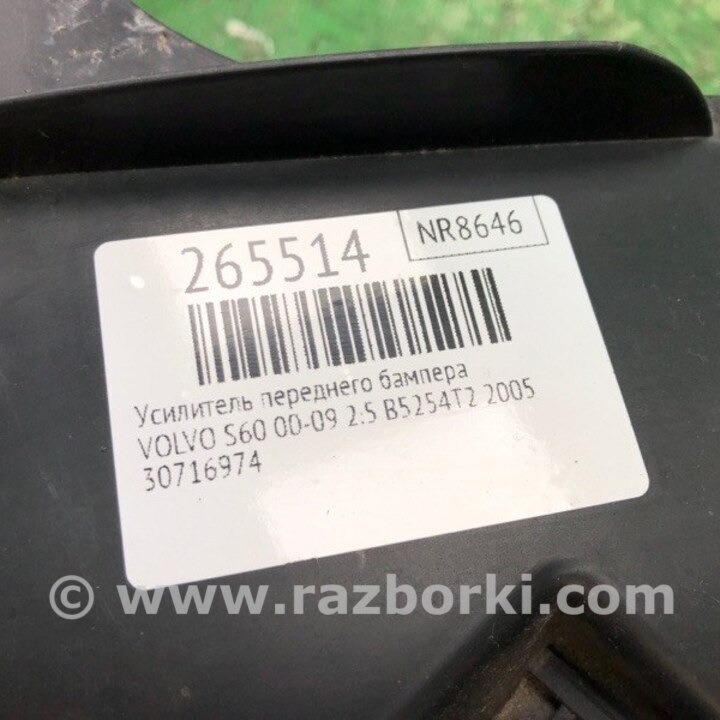 265514
NR8646
Усилитель переднего бампера
VOLVO S60 00-09 2.5 B5254T2 2005
30716974
© www.razborki.com